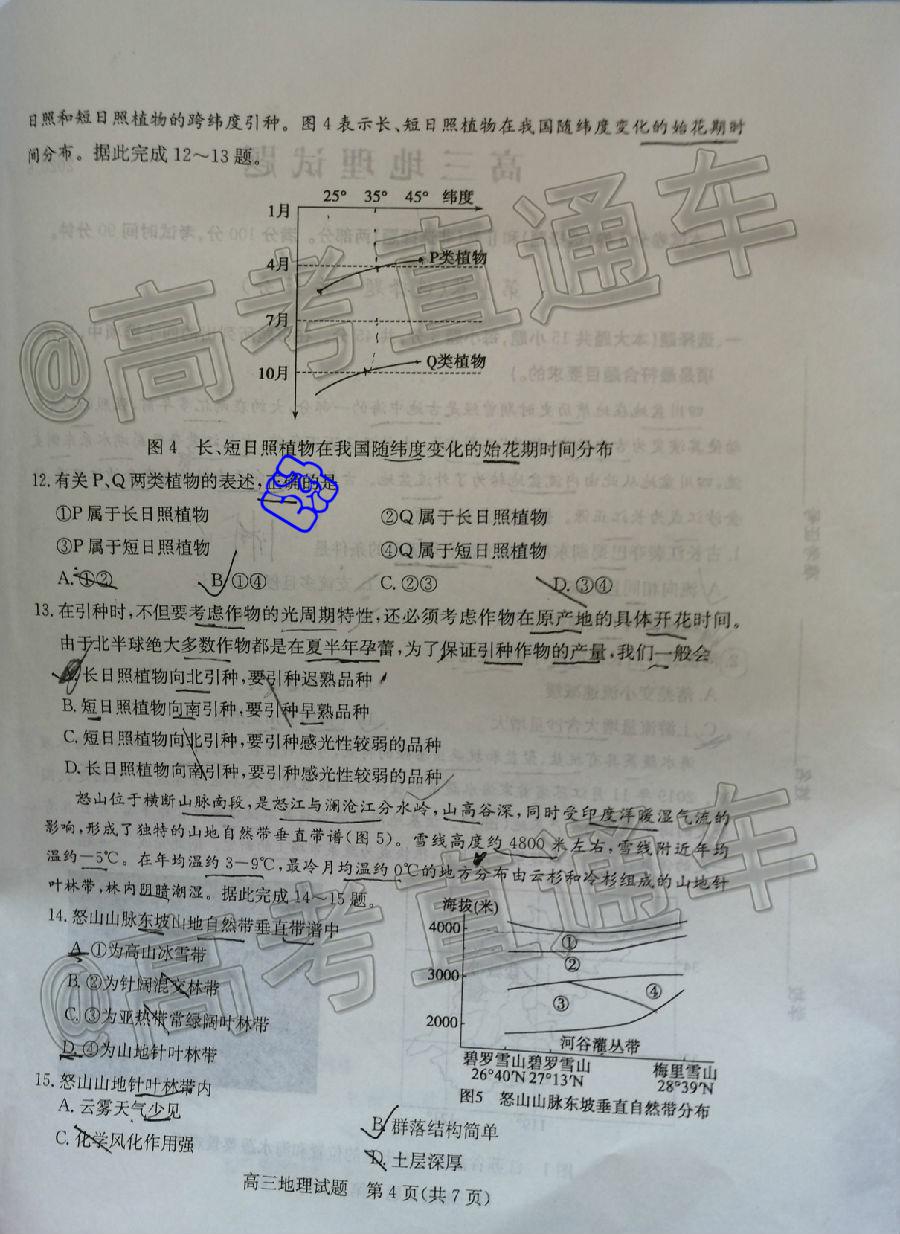 日照和短日照植物的跨纬度引种。图4表示长、短日照植物在我国随纬度变化的始花期时
间分布。据此完成12～13题。
25° 35° 45° 纬度
1月
P类植物
4月
7月
Q类植物
10月
图4 长、短日照植物在我国随纬度变化的始花期时间分布
12.有关P、Q两类植物的表述,正确的是
①P属于长日照植物 ②Q属于长日照植物
③P属于短日照植物 ④Q属于短日照植物
A.①② B.①④ C.②③ D.③④
13.在引种时,不但要考虑作物的光周期特性,还必须考虑作物在原产地的具体开花时间。
由于北半球绝大多数作物都是在夏半年孕蕾,为了保证引种作物的产量,我们一般会
长日照植物向北引种,要引种迟熟品种
B.短日照植物向南引种,要引种早熟品种
C.短日照植物向北引种,要引种感光性较弱的品种
D.长日照植物向南引种,要引种感光性较弱的品种
怒山位于横断山脉南段,是怒江与澜沧江分水岭,山高谷深,同时受印度洋暖湿气流的
影响,形成了独特的山地自然带垂直带谱(图5)。雪线高度约4800米左右,雪线附近年均
温约－5℃。在年均温约3－9℃,最冷月均温约0℃的地方分布由云杉和冷杉组成的山地针
叶林带,林内阴暗潮湿。据此完成14～15题。
14.怒山山脉东坡山地自然带垂直带谱中
A.①为高山冰雪带
B.②为针阔混交林带
C.③为亚热带常绿阔叶林带
D.④为山地针叶林带
海拔(米)
4000
①
②
3000
③ ④
2000
河谷灌丛带
碧罗雪山 碧罗雪山 梅里雪山
26°40′N 27°13′N 28°39′N
图5 怒山山脉东坡垂直自然带分布
15.怒山山地针叶林带内
A.云雾天气少见 B.群落结构简单
C.化学风化作用强 D.土层深厚
高三地理试题 第4页(共7页)
@高考直通车
@高考直通车